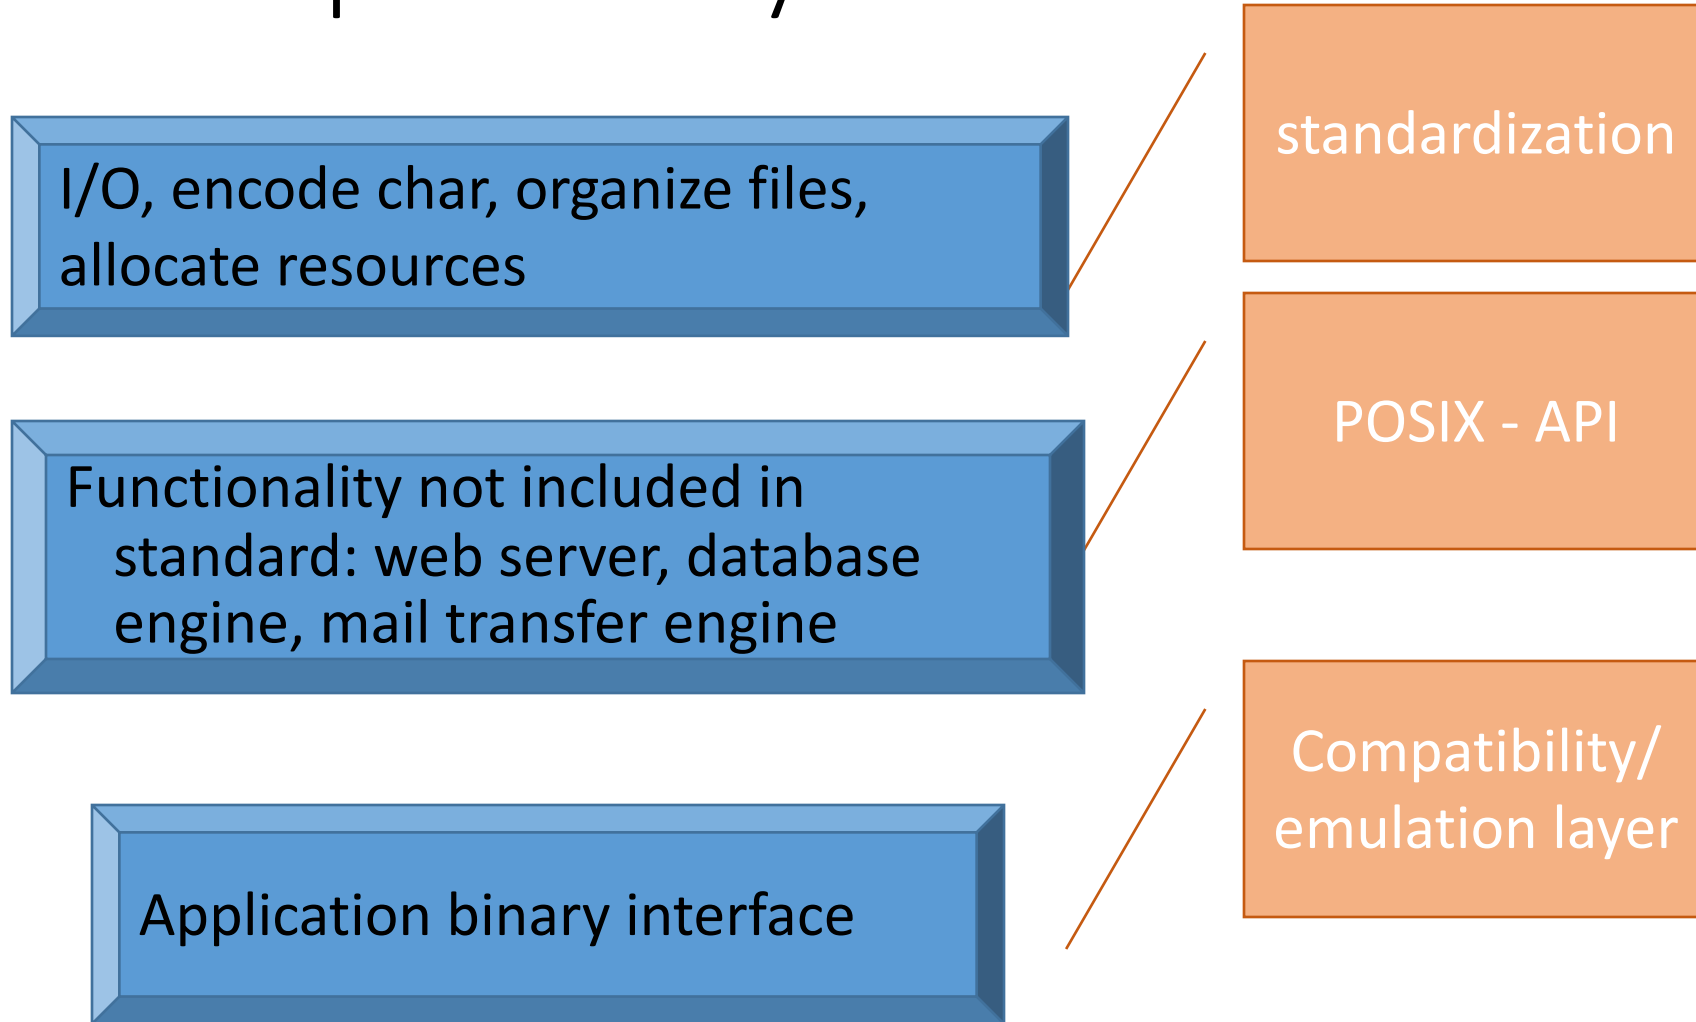 I/O, encode char, organize files,
allocate resources
standardization
Functionality not included in
standard: web server, database
engine, mail transfer engine
POSIX - API
Application binary interface
Compatibility/
emulation layer